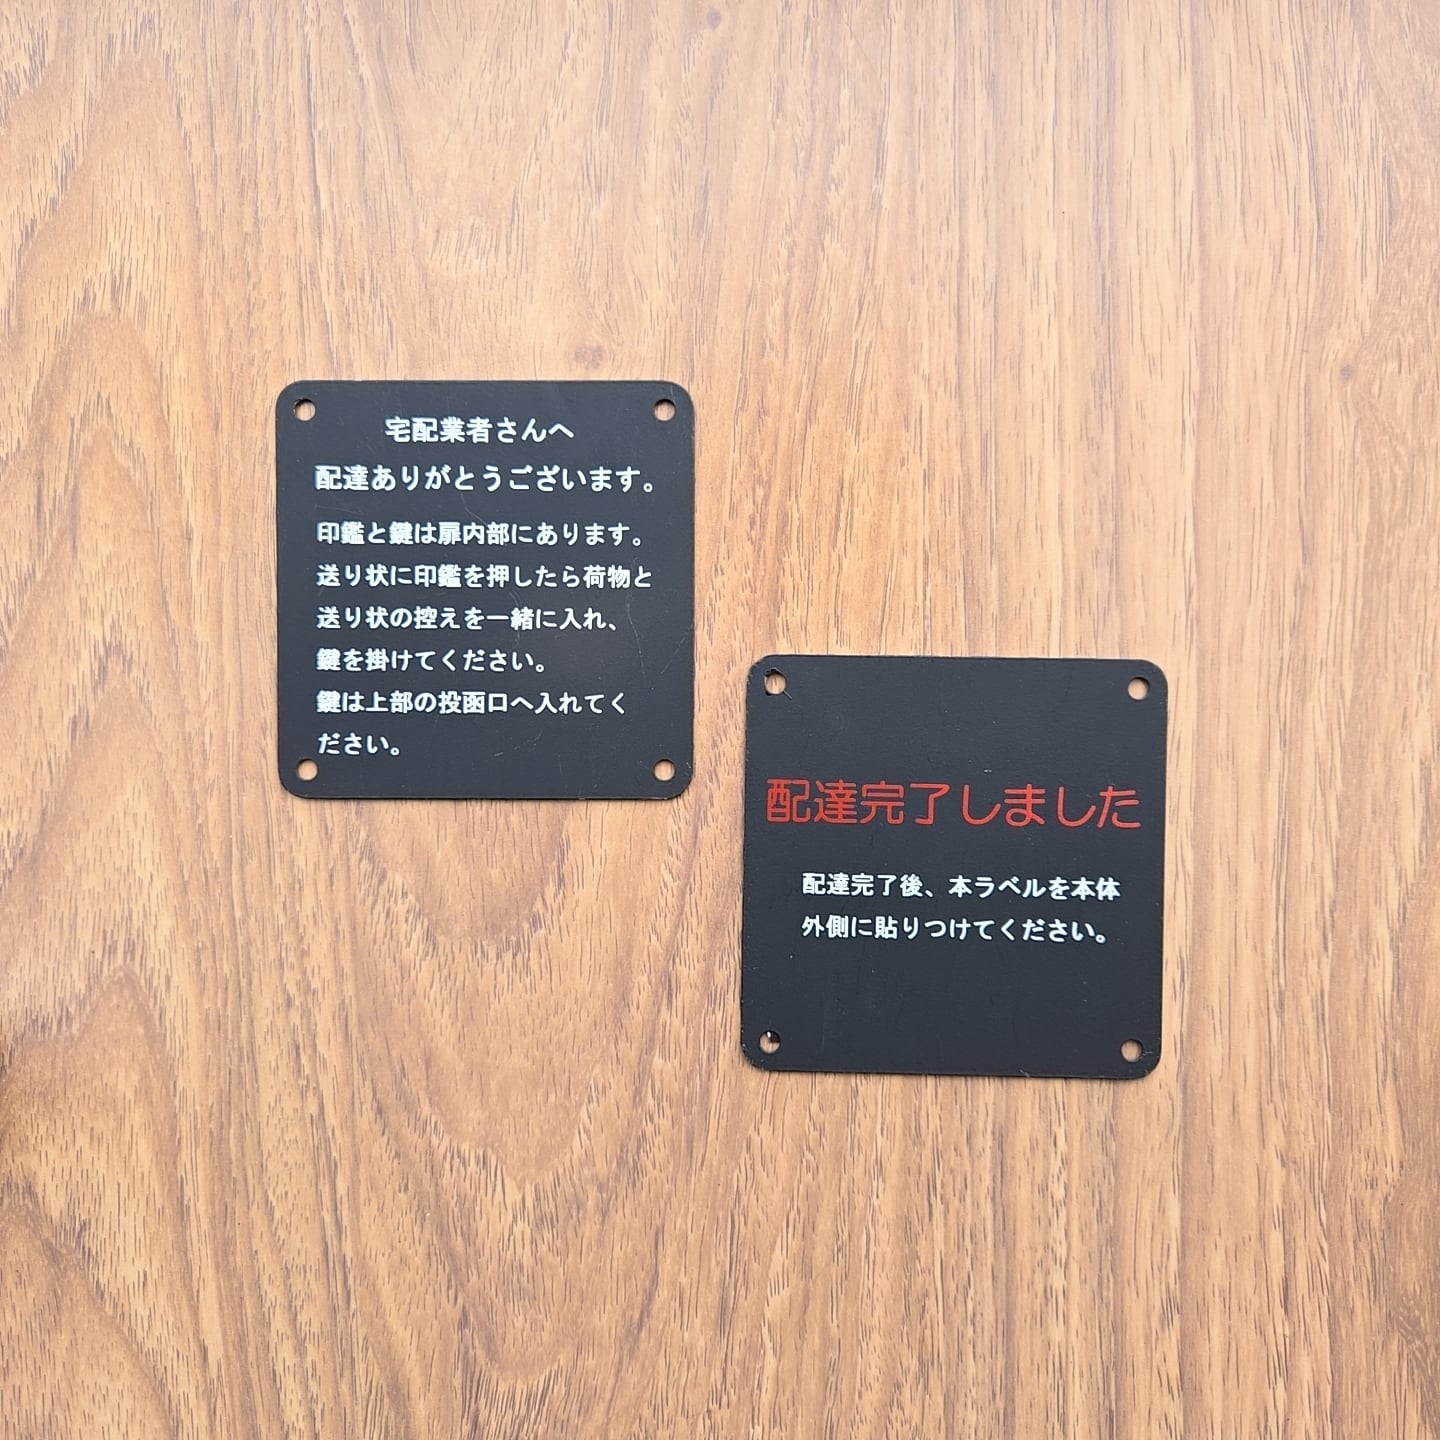 宅配業者さんへ
配達ありがとうございます。
印鑑と鍵は扉内部にあります。
送り状に印鑑を押したら荷物と
送り状の控えを一緒に入れ、
鍵を掛けてください。
鍵は上部の投函口へ入れてく
ださい。
配達完了しました
配達完了後、本ラベルを本体
外側に貼りつけてください。